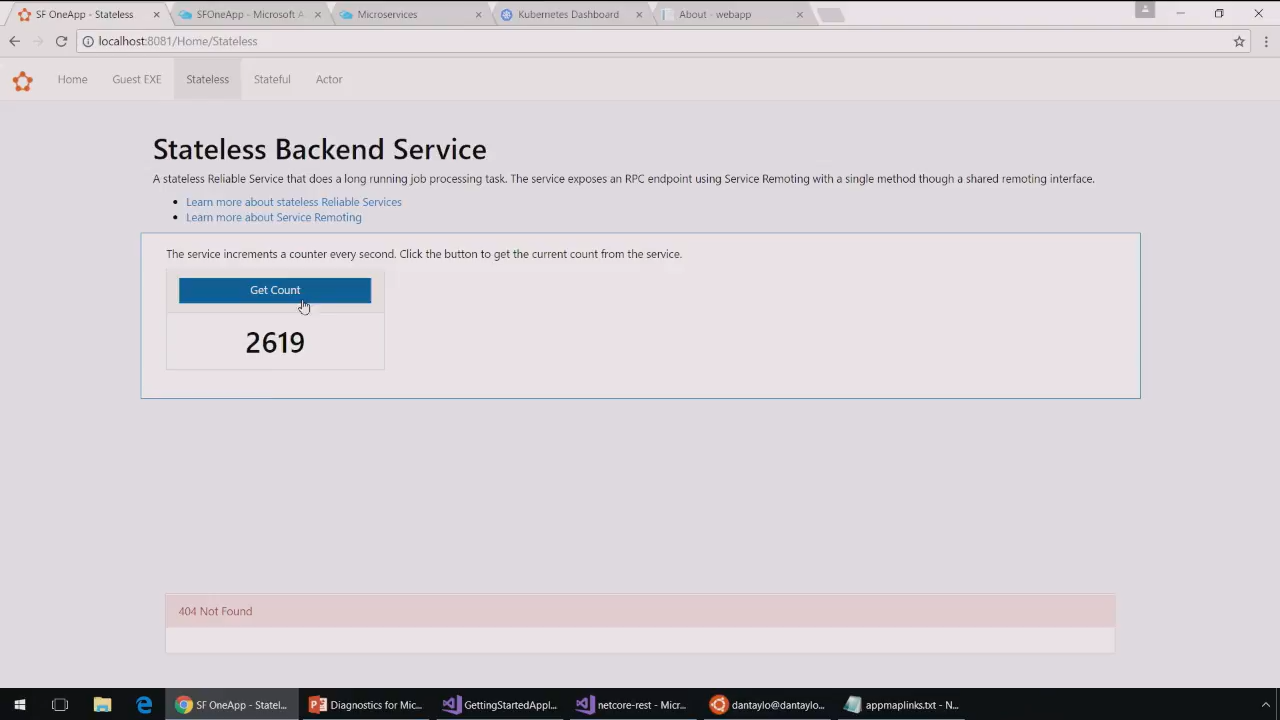 SF OneApp - Stateless
SFOneApp - Microsoft A
Microservices
Kubernetes Dashboard
About - webapp
localhost:8081/Home/Stateless
Home
Guest EXE
Stateless
Stateful
Actor
Stateless Backend Service
A stateless Reliable Service that does a long running job processing task. The service exposes an RPC endpoint using Service Remoting with a single method though a shared remoting interface.
Learn more about stateless Reliable Services
Learn more about Service Remoting
The service increments a counter every second. Click the button to get the current count from the service.
Get Count
2619
404 Not Found
SF OneApp - Statel...
Diagnostics for Mic...
GettingStartedAppl...
netcore-rest - Micr...
dantaylo@dantaylo...
appmaplinks.txt - N...